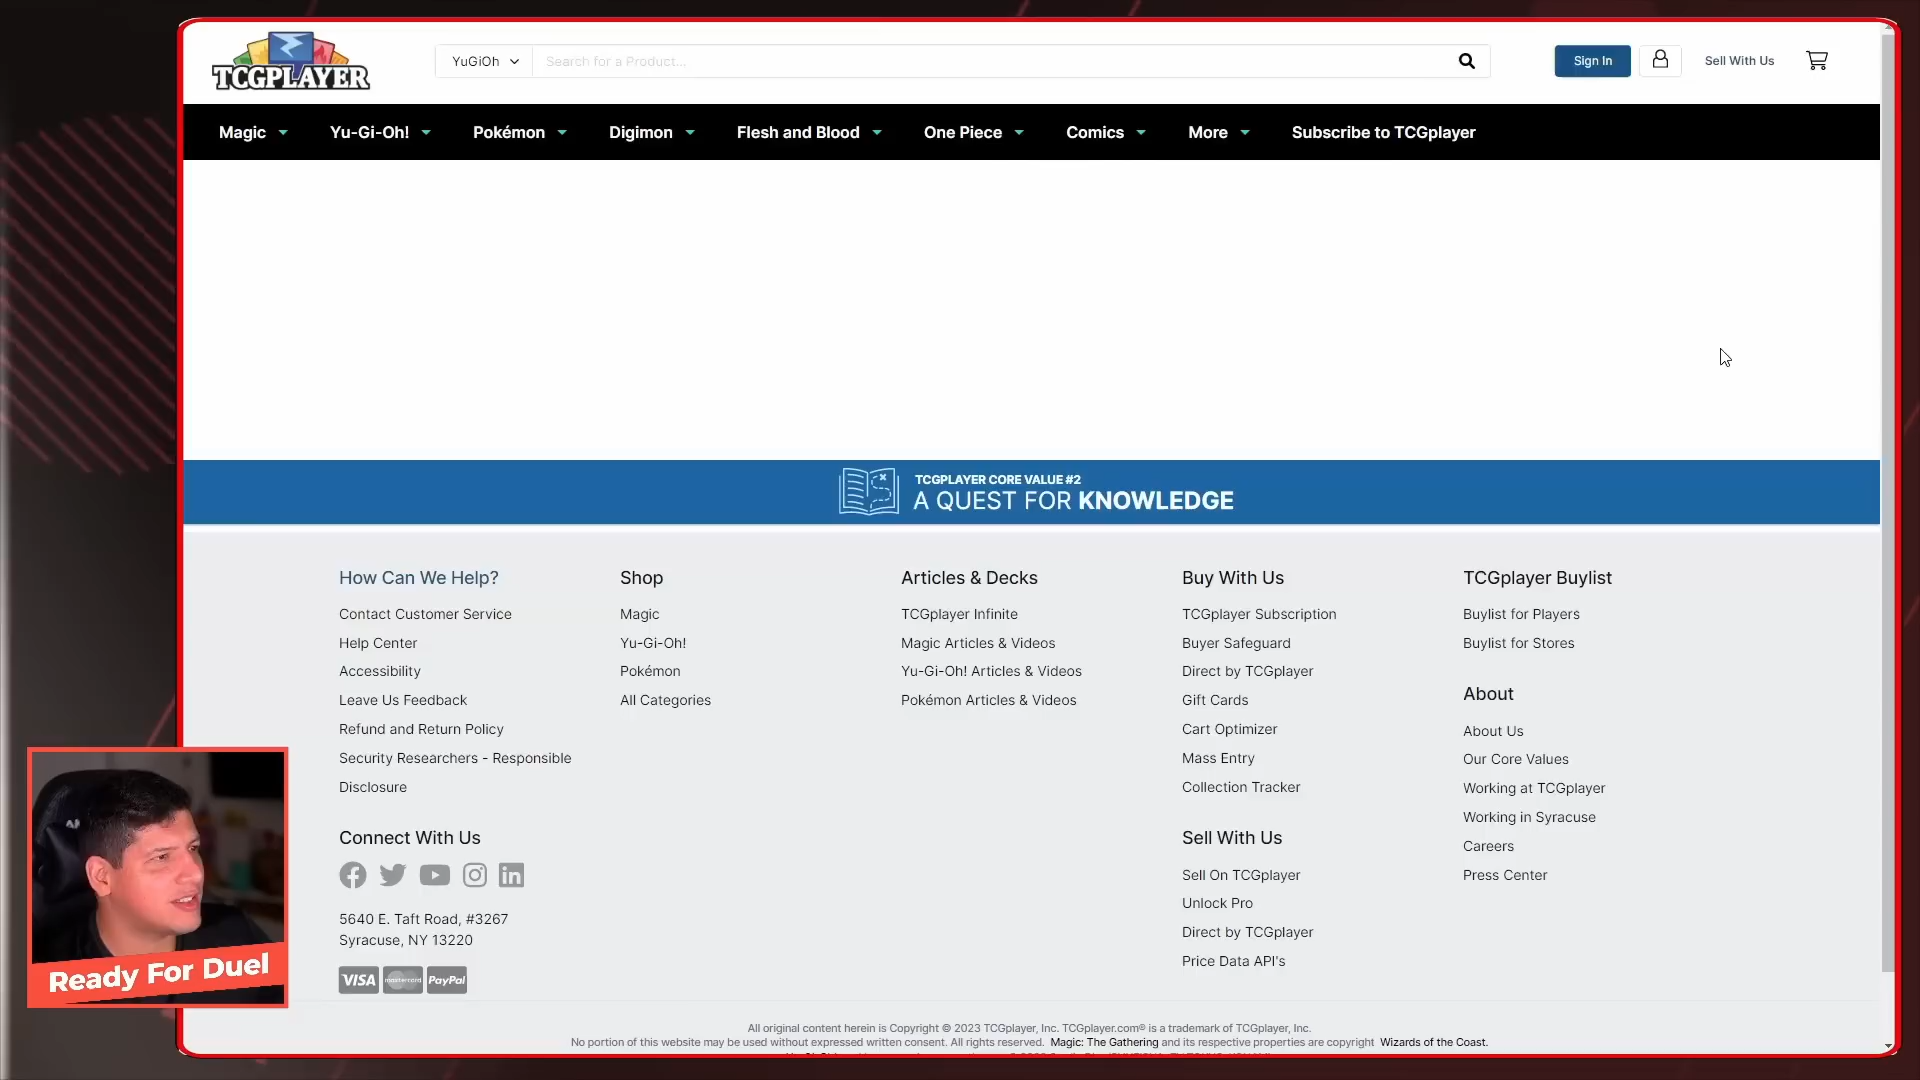 TCGPLAYER
YuGiOh
Search for a Product...
Sign In
Sell With Us
Magic
Yu-Gi-Oh!
Pokémon
Digimon
Flesh and Blood
One Piece
Comics
More
Subscribe to TCGplayer
TCGPLAYER CORE VALUE #2
A QUEST FOR KNOWLEDGE
How Can We Help?
Contact Customer Service
Help Center
Accessibility
Leave Us Feedback
Refund and Return Policy
Security Researchers - Responsible
Disclosure
Connect With Us
5640 E. Taft Road, #3267
Syracuse, NY 13220
VISA
mastercard
PayPal
Shop
Magic
Yu-Gi-Oh!
Pokémon
All Categories
Articles & Decks
TCGplayer Infinite
Magic Articles & Videos
Yu-Gi-Oh! Articles & Videos
Pokémon Articles & Videos
Buy With Us
TCGplayer Subscription
Buyer Safeguard
Direct by TCGplayer
Gift Cards
Cart Optimizer
Mass Entry
Collection Tracker
Sell With Us
Sell On TCGplayer
Unlock Pro
Direct by TCGplayer
Price Data API's
TCGplayer Buylist
Buylist for Players
Buylist for Stores
About
About Us
Our Core Values
Working at TCGplayer
Working in Syracuse
Careers
Press Center
All original content herein is Copyright © 2023 TCGplayer, Inc. TCGplayer.com® is a trademark of TCGplayer, Inc.
No portion of this website may be used without expressed written consent. All rights reserved. Magic: The Gathering and its respective properties are copyright Wizards of the Coast.
Ready For Duel